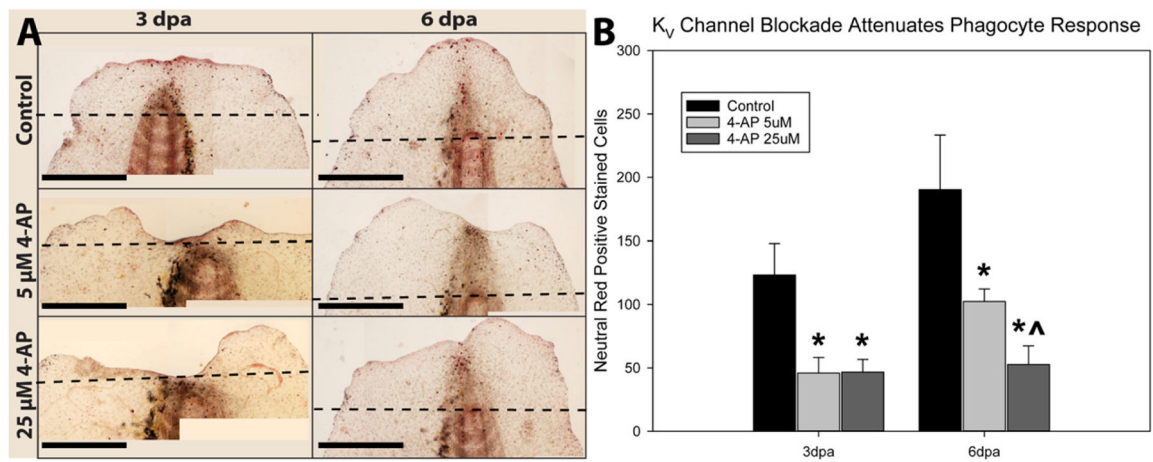 A
3 dpa 6 dpa
Control
5 µM 4-AP
25 µM 4-AP
B
K_V Channel Blockade Attenuates Phagocyte Response
Neutral Red Positive Stained Cells
300
250
200
150
100
50
0
Control
4-AP 5uM
4-AP 25uM
* * * *^
3dpa 6dpa